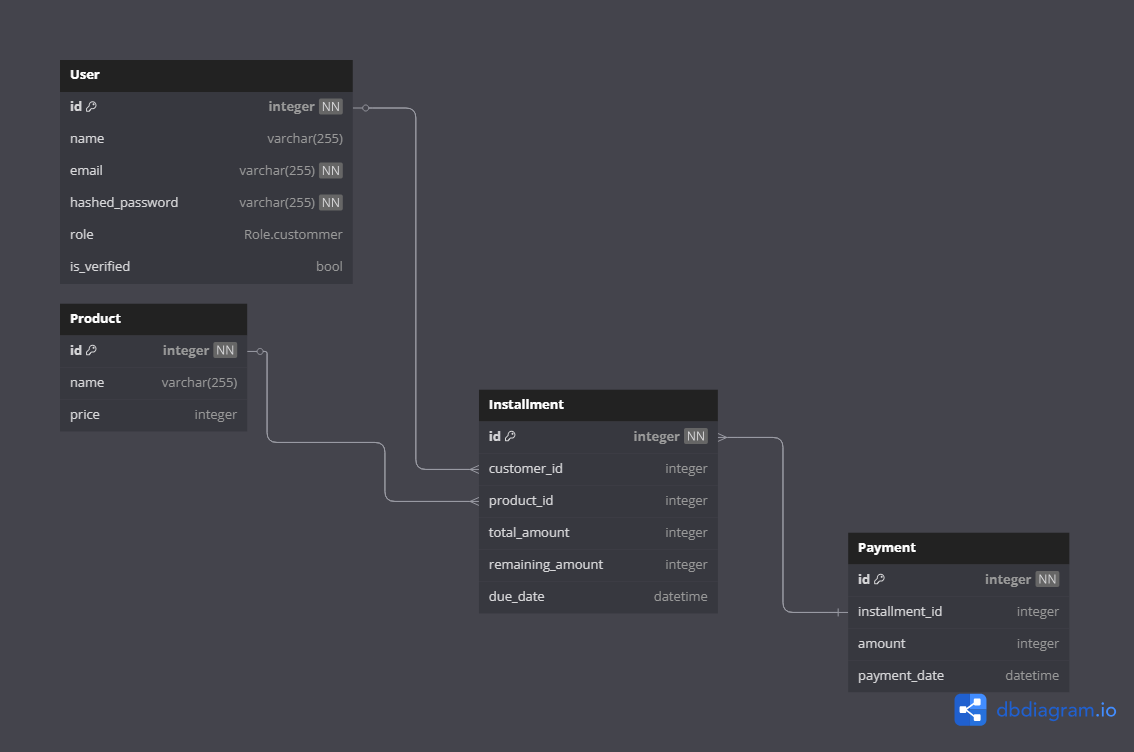 User
id integer NN
name varchar(255)
email varchar(255) NN
hashed_password varchar(255) NN
role Role.custommer
is_verified bool
Product
id integer NN
name varchar(255)
price integer
Installment
id integer NN
customer_id integer
product_id integer
total_amount integer
remaining_amount integer
due_date datetime
Payment
id integer NN
installment_id integer
amount integer
payment_date datetime
dbdiagram.io